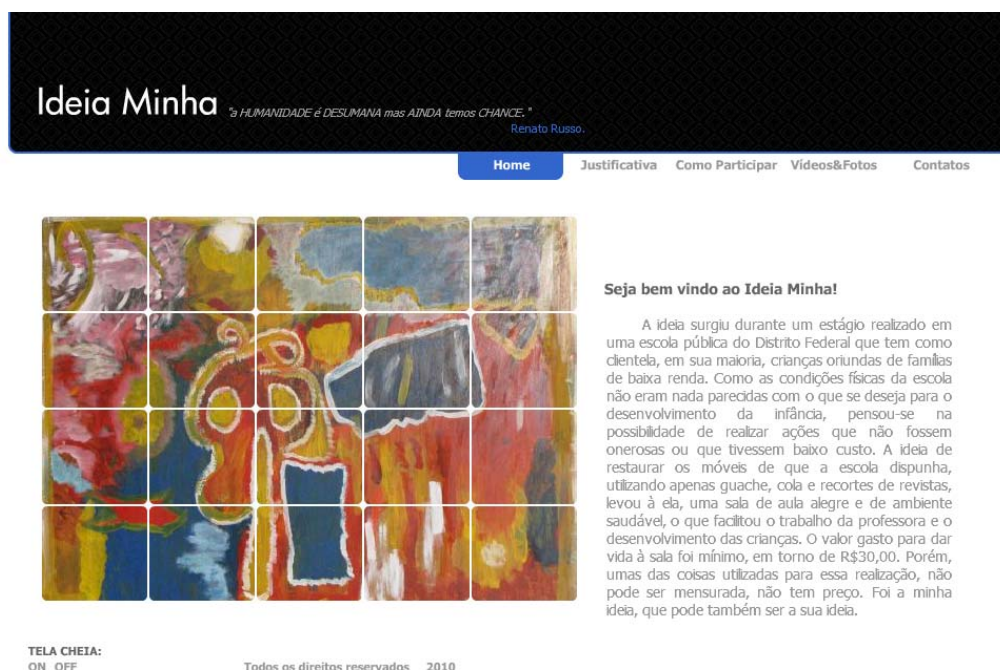 Ideia Minha "a HUMANIDADE é DESUMANA mas AINDA temos CHANCE."
Renato Russo.
Home Justificativa Como Participar Vídeos&Fotos Contatos
Seja bem vindo ao Ideia Minha!
A ideia surgiu durante um estágio realizado em
uma escola pública do Distrito Federal que tem como
clientela, em sua maioria, crianças oriundas de famílias
de baixa renda. Como as condições físicas da escola
não eram nada parecidas com o que se deseja para o
desenvolvimento da infância, pensou-se na
possibilidade de realizar ações que não fossem
onerosas ou que tivessem baixo custo. A ideia de
restaurar os móveis de que a escola dispunha,
utilizando apenas guache, cola e recortes de revistas,
levou à ela, uma sala de aula alegre e de ambiente
saudável, o que facilitou o trabalho da professora e o
desenvolvimento das crianças. O valor gasto para dar
vida à sala foi mínimo, em torno de R$30,00. Porém,
umas das coisas utilizadas para essa realização, não
pode ser mensurada, não tem preço. Foi a minha
ideia, que pode também ser a sua ideia.
TELA CHEIA:
ON OFF Todos os direitos reservados 2010